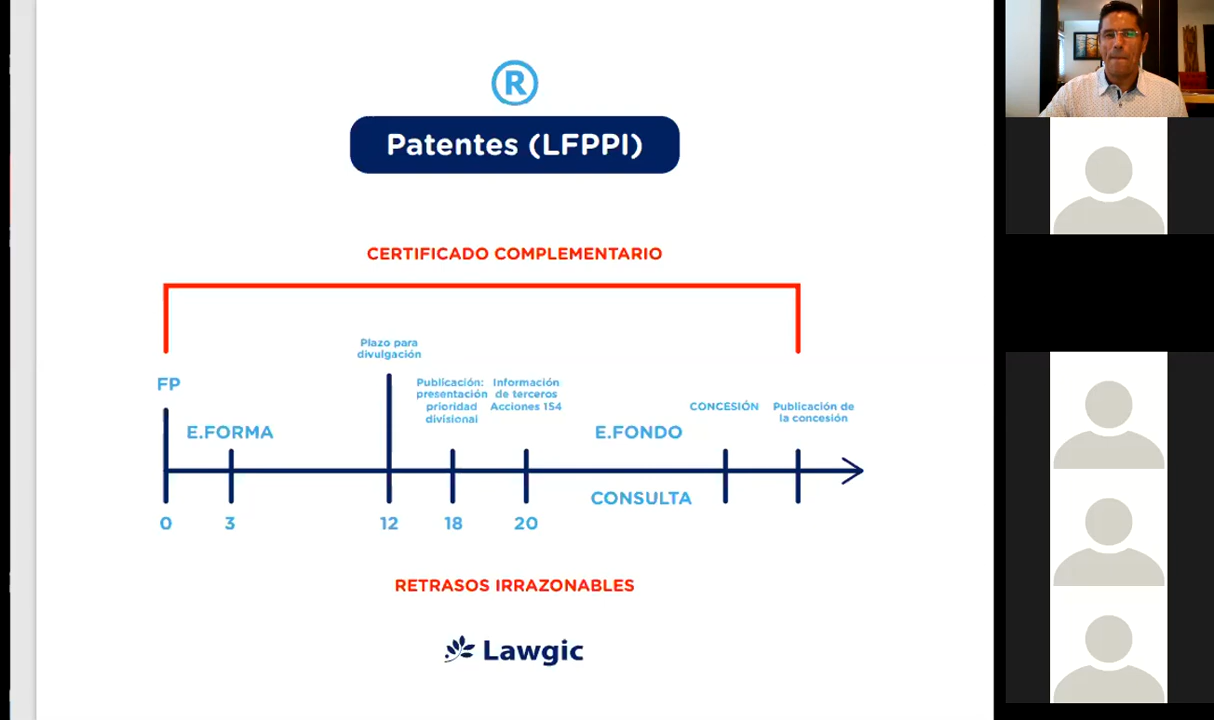 ®
Patentes (LFPPI)
CERTIFICADO COMPLEMENTARIO
Plazo para
divulgación
FP
Publicación:
presentación
prioridad
divisional
Información
de terceros
Acciones 154
CONCESIÓN
Publicación de
la concesión
E.FORMA
E.FONDO
CONSULTA
0
3
12
18
20
RETRASOS IRRAZONABLES
Lawgic